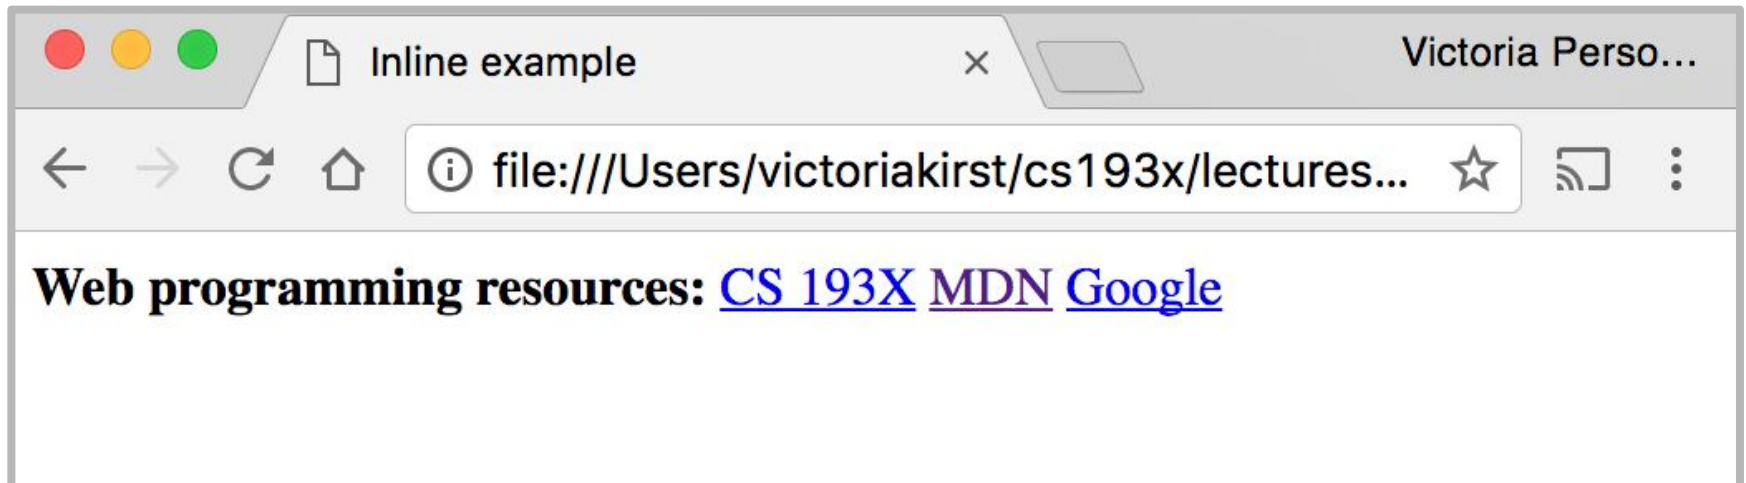 Inline example
Victoria Perso...
file:///Users/victoriakirst/cs193x/lectures...
Web programming resources: CS 193X MDN Google